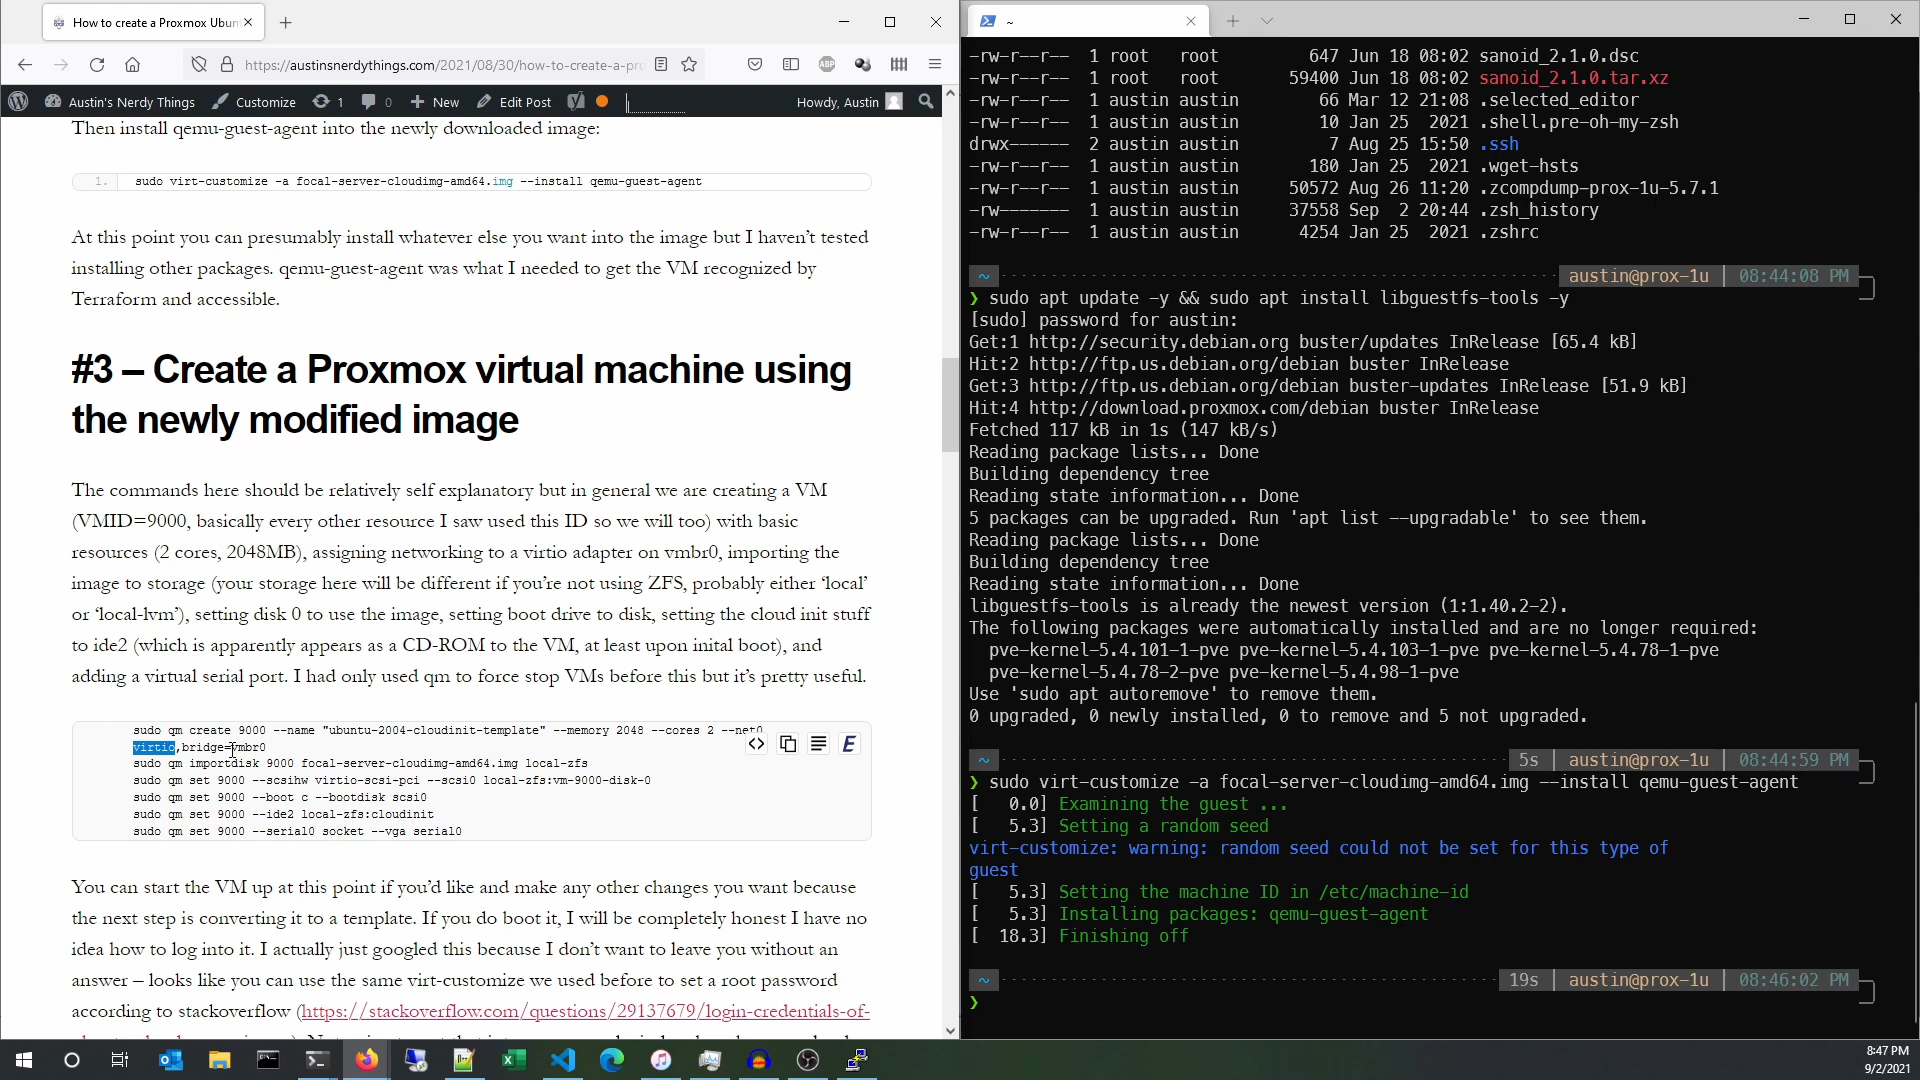 How to create a Proxmox Ubun
https://austinsnerdythings.com/2021/08/30/how-to-create-a-pro
Austin's Nerdy Things
Customize
1
0
New
Edit Post
Howdy, Austin
Then install qemu-guest-agent into the newly downloaded image:
1. sudo virt-customize -a focal-server-cloudimg-amd64.img --install qemu-guest-agent
At this point you can presumably install whatever else you want into the image but I haven't tested
installing other packages. qemu-guest-agent was what I needed to get the VM recognized by
Terraform and accessible.
#3 – Create a Proxmox virtual machine using
the newly modified image
The commands here should be relatively self explanatory but in general we are creating a VM
(VMID=9000, basically every other resource I saw used this ID so we will too) with basic
resources (2 cores, 2048MB), assigning networking to a virtio adapter on vmbr0, importing the
image to storage (your storage here will be different if you're not using ZFS, probably either 'local'
or 'local-lvm'), setting disk 0 to use the image, setting boot drive to disk, setting the cloud init stuff
to ide2 (which is apparently appears as a CD-ROM to the VM, at least upon inital boot), and
adding a virtual serial port. I had only used qm to force stop VMs before this but it's pretty useful.
sudo qm create 9000 --name "ubuntu-2004-cloudinit-template" --memory 2048 --cores 2 --net0
virtio,bridge=vmbr0
sudo qm importdisk 9000 focal-server-cloudimg-amd64.img local-zfs
sudo qm set 9000 --scsihw virtio-scsi-pci --scsi0 local-zfs:vm-9000-disk-0
sudo qm set 9000 --boot c --bootdisk scsi0
sudo qm set 9000 --ide2 local-zfs:cloudinit
sudo qm set 9000 --serial0 socket --vga serial0
You can start the VM up at this point if you'd like and make any other changes you want because
the next step is converting it to a template. If you do boot it, I will be completely honest I have no
idea how to log into it. I actually just googled this because I don't want to leave you without an
answer – looks like you can use the same virt-customize we used before to set a root password
according to stackoverflow (https://stackoverflow.com/questions/29137679/login-credentials-of-
~
-rw-r--r-- 1 root root 647 Jun 18 08:02 sanoid_2.1.0.dsc
-rw-r--r-- 1 root root 59400 Jun 18 08:02 sanoid_2.1.0.tar.xz
-rw-r--r-- 1 austin austin 66 Mar 12 21:08 .selected_editor
-rw-r--r-- 1 austin austin 10 Jan 25 2021 .shell.pre-oh-my-zsh
drwx------ 2 austin austin 7 Aug 25 15:50 .ssh
-rw-r--r-- 1 austin austin 180 Jan 25 2021 .wget-hsts
-rw-r--r-- 1 austin austin 50572 Aug 26 11:20 .zcompdump-prox-1u-5.7.1
-rw------- 1 austin austin 37558 Sep 2 20:44 .zsh_history
-rw-r--r-- 1 austin austin 4254 Jan 25 2021 .zshrc
~ austin@prox-1u | 08:44:08 PM
❯ sudo apt update -y && sudo apt install libguestfs-tools -y
[sudo] password for austin:
Get:1 http://security.debian.org buster/updates InRelease [65.4 kB]
Hit:2 http://ftp.us.debian.org/debian buster InRelease
Get:3 http://ftp.us.debian.org/debian buster-updates InRelease [51.9 kB]
Hit:4 http://download.proxmox.com/debian buster InRelease
Fetched 117 kB in 1s (147 kB/s)
Reading package lists... Done
Building dependency tree
Reading state information... Done
5 packages can be upgraded. Run 'apt list --upgradable' to see them.
Reading package lists... Done
Building dependency tree
Reading state information... Done
libguestfs-tools is already the newest version (1:1.40.2-2).
The following packages were automatically installed and are no longer required:
pve-kernel-5.4.101-1-pve pve-kernel-5.4.103-1-pve pve-kernel-5.4.78-1-pve
pve-kernel-5.4.78-2-pve pve-kernel-5.4.98-1-pve
Use 'sudo apt autoremove' to remove them.
0 upgraded, 0 newly installed, 0 to remove and 5 not upgraded.
~ 5s | austin@prox-1u | 08:44:59 PM
❯ sudo virt-customize -a focal-server-cloudimg-amd64.img --install qemu-guest-agent
[ 0.0] Examining the guest ...
[ 5.3] Setting a random seed
virt-customize: warning: random seed could not be set for this type of
guest
[ 5.3] Setting the machine ID in /etc/machine-id
[ 5.3] Installing packages: qemu-guest-agent
[ 18.3] Finishing off
~ 19s | austin@prox-1u | 08:46:02 PM
❯
8:47 PM
9/2/2021